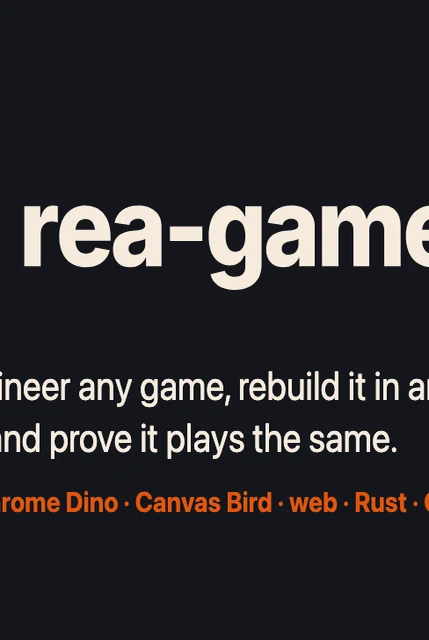 rea-game
ineer any game, rebuild it in a
and prove it plays the same.
rome Dino · Canvas Bird · web · Rust ·